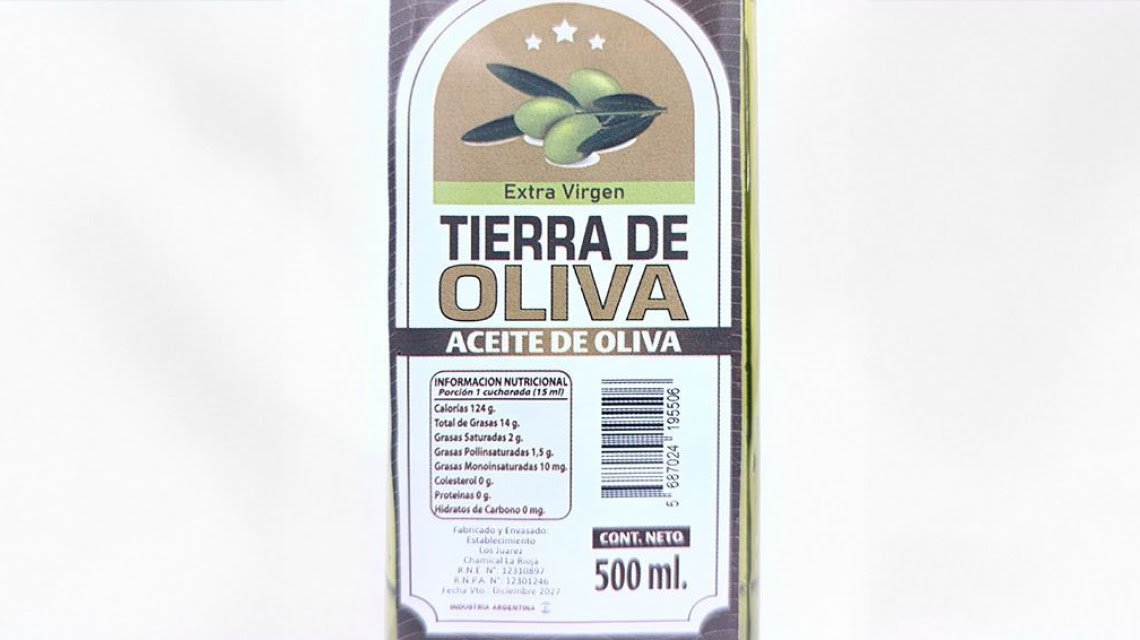 Extra Virgen
TIERRA DE
OLIVA
ACEITE DE OLIVA
INFORMACION NUTRICIONAL
Porción 1 cucharada (15 ml)
Calorías 124 g.
Total de Grasas 14 g.
Grasas Saturadas 2 g.
Grasas Poliinsaturadas 1,5 g.
Grasas Monoinsaturadas 10 mg.
Colesterol 0 g.
Proteinas 0 g.
Hidratos de Carbono 0 mg.
Fabricado y Envasado:
Establecimiento
Los Juarez
Chamical La Rioja
R.N.E. N°: 12310897
R.N.P.A. N°: 12301246
Fecha Vto.: Diciembre 2027
INDUSTRIA ARGENTINA
5 687024 195506
CONT. NETO
500 ml.